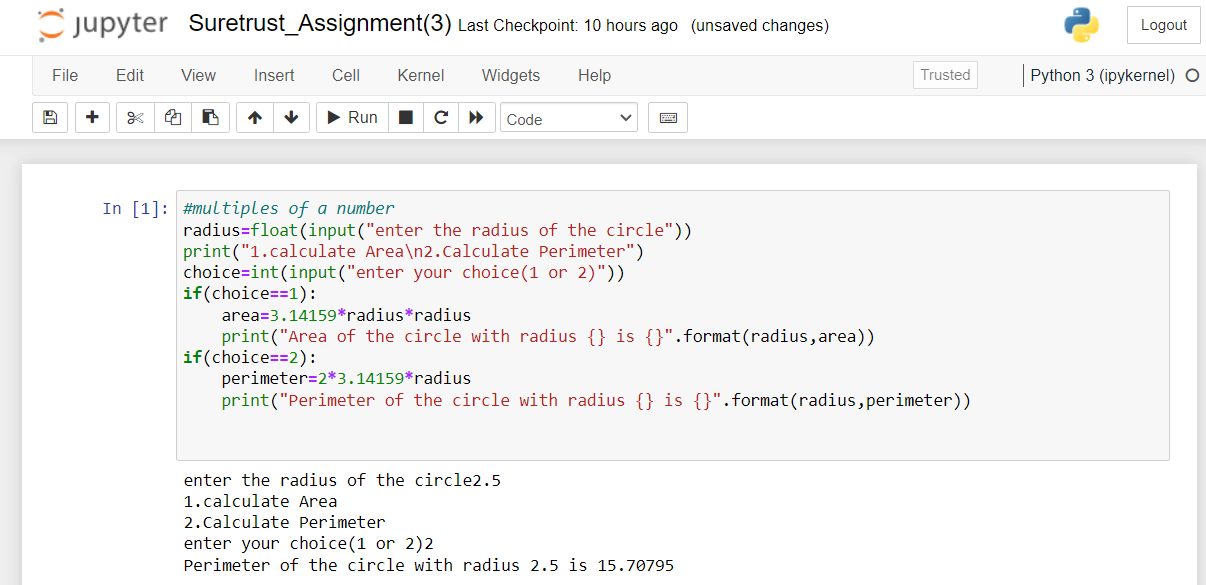 jupyter Suretrust_Assignment(3) Last Checkpoint: 10 hours ago (unsaved changes) Logout
File Edit View Insert Cell Kernel Widgets Help Trusted Python 3 (ipykernel)
Run Code
In [1]: #multiples of a number
radius=float(input("enter the radius of the circle"))
print("1.calculate Area\n2.Calculate Perimeter")
choice=int(input("enter your choice(1 or 2)"))
if(choice==1):
    area=3.14159*radius*radius
    print("Area of the circle with radius {} is {}".format(radius,area))
if(choice==2):
    perimeter=2*3.14159*radius
    print("Perimeter of the circle with radius {} is {}".format(radius,perimeter))
enter the radius of the circle2.5
1.calculate Area
2.Calculate Perimeter
enter your choice(1 or 2)2
Perimeter of the circle with radius 2.5 is 15.70795